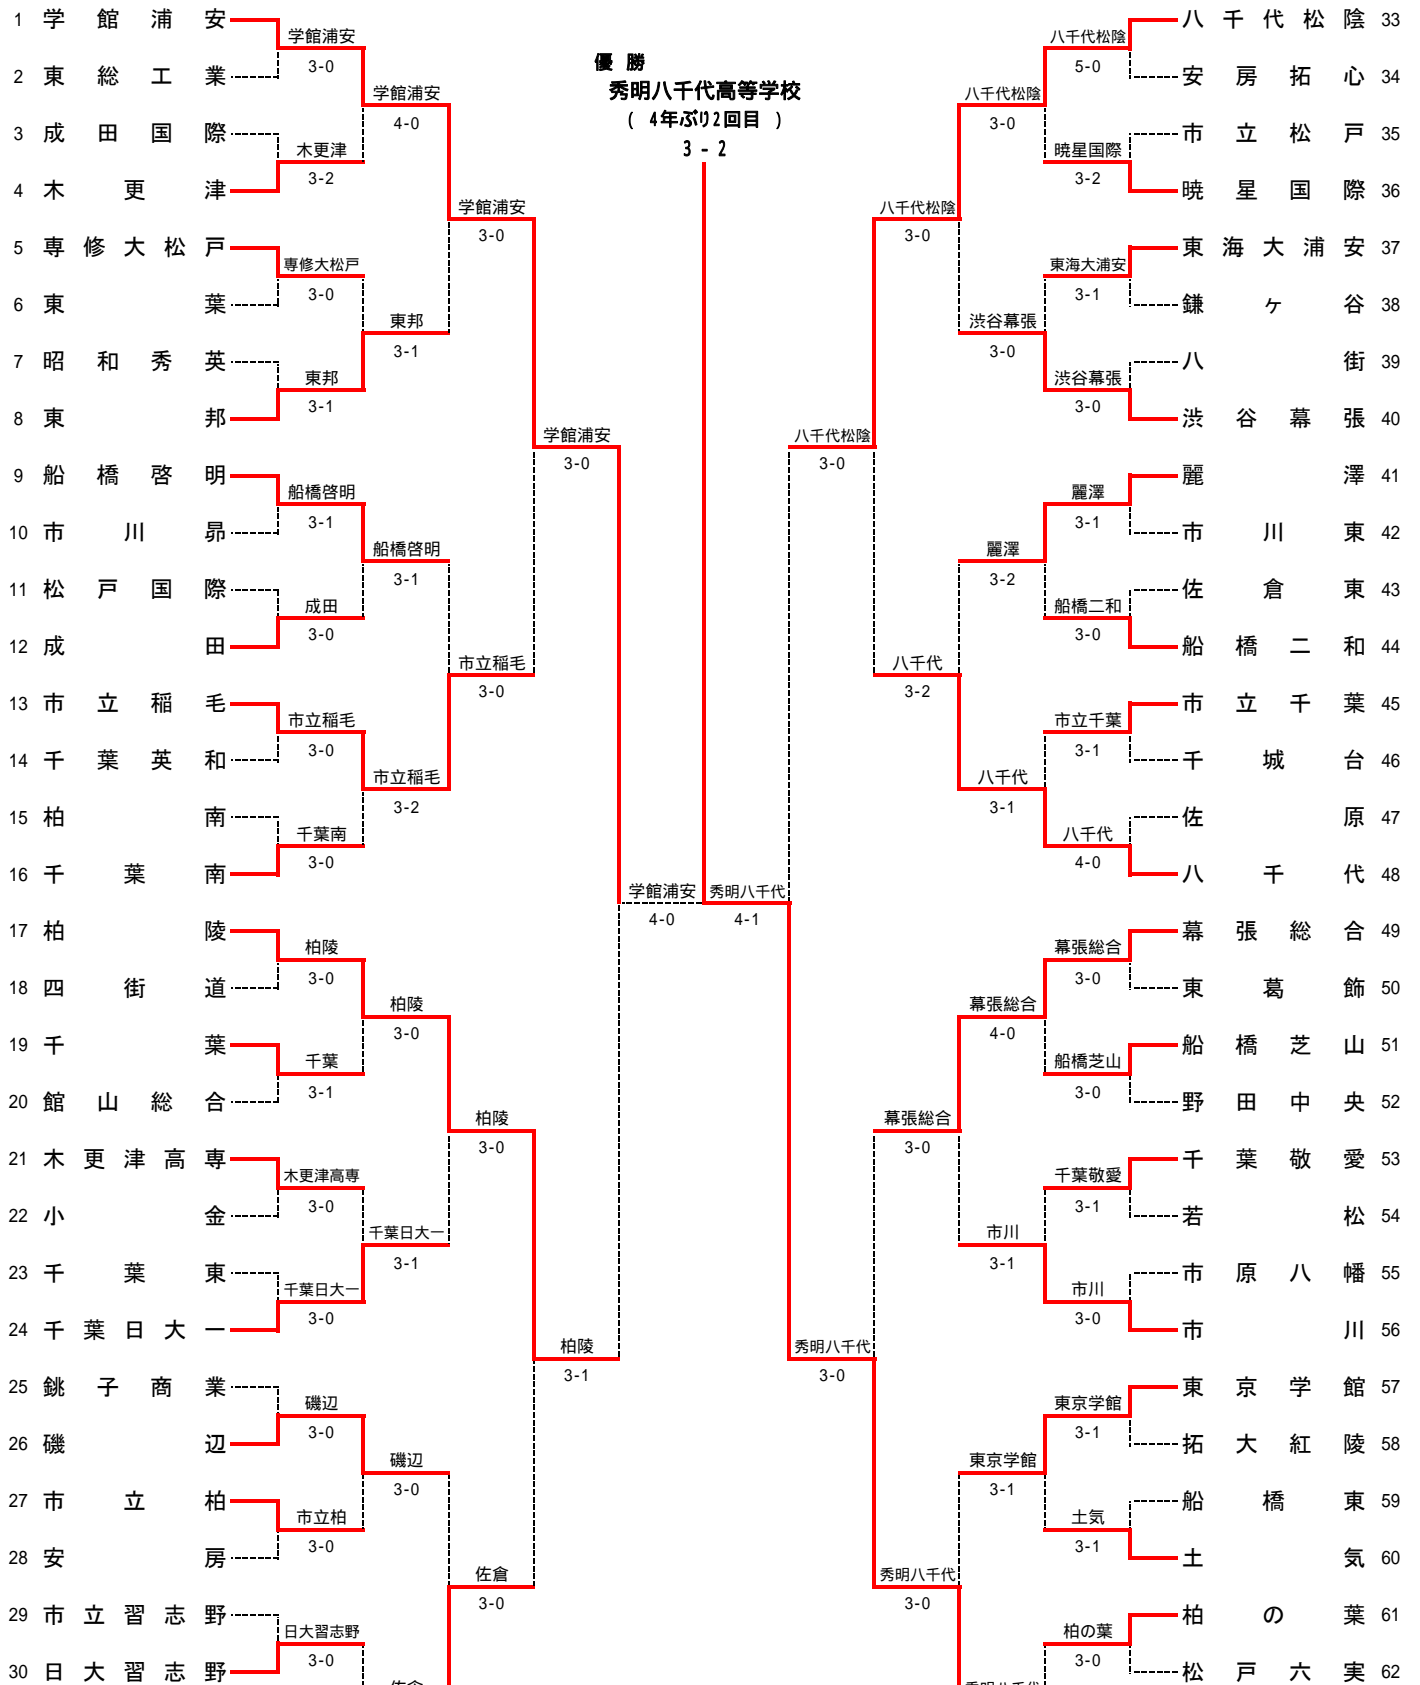 優勝
秀明八千代高等学校
( 4年ぶり2回目 )
3 - 2
1 学館浦安
2 東総工業
3 成田国際
4 木更津
5 専修大松戸
6 東葉
7 昭和秀英
8 東邦
9 船橋啓明
10 市川昴
11 松戸国際
12 成田
13 市立稲毛
14 千葉英和
15 柏南
16 千葉南
17 柏陵
18 四街道
19 千葉
20 館山総合
21 木更津高専
22 小金
23 千葉東
24 千葉日大一
25 銚子商業
26 磯辺
27 市立柏
28 安房
29 市立習志野
30 日大習志野
学館浦安
3-0
木更津
3-2
専修大松戸
3-0
東邦
3-1
船橋啓明
3-1
成田
3-0
市立稲毛
3-0
千葉南
3-0
柏陵
3-0
千葉
3-1
木更津高専
3-0
千葉日大一
3-0
磯辺
3-0
市立柏
3-0
日大習志野
3-0
学館浦安
4-0
東邦
3-1
船橋啓明
3-1
市立稲毛
3-2
柏陵
3-0
千葉日大一
3-1
磯辺
3-0
学館浦安
3-0
市立稲毛
3-0
柏陵
3-0
佐倉
3-0
学館浦安
3-0
柏陵
3-1
学館浦安
4-0
秀明八千代
4-1
八千代松陰
3-0
秀明八千代
3-0
八千代松陰
3-0
八千代
3-2
幕張総合
3-0
秀明八千代
3-0
八千代松陰
3-0
渋谷幕張
3-0
麗澤
3-2
八千代
3-1
幕張総合
4-0
市川
3-1
東京学館
3-1
八千代松陰
5-0
暁星国際
3-2
東海大浦安
3-1
渋谷幕張
3-0
麗澤
3-1
船橋二和
3-0
市立千葉
3-1
八千代
4-0
幕張総合
3-0
船橋芝山
3-0
千葉敬愛
3-1
市川
3-0
東京学館
3-1
土気
3-1
柏の葉
3-0
八千代松陰 33
安房拓心 34
市立松戸 35
暁星国際 36
東海大浦安 37
鎌ヶ谷 38
八街 39
渋谷幕張 40
麗澤 41
市川東 42
佐倉東 43
船橋二和 44
市立千葉 45
千城台 46
佐原 47
八千代 48
幕張総合 49
東葛飾 50
船橋芝山 51
野田中央 52
千葉敬愛 53
若松 54
市原八幡 55
市川 56
東京学館 57
拓大紅陵 58
船橋東 59
土気 60
柏の葉 61
松戸六実 62